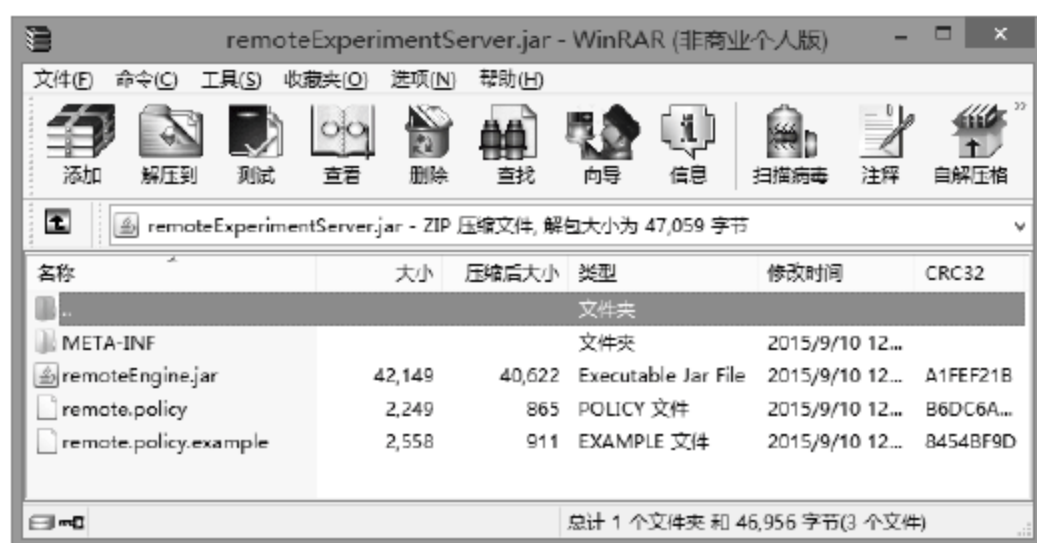 remoteExperimentServer.jar - WinRAR (非商业个人版)
文件(F) 命令(C) 工具(S) 收藏夹(O) 选项(N) 帮助(H)
添加 解压到 测试 查看 删除 查找 向导 信息 扫描病毒 注释 自解压格
remoteExperimentServer.jar - ZIP 压缩文件, 解包大小为 47,059 字节
名称 大小 压缩后大小 类型 修改时间 CRC32
.. 文件夹
META-INF 文件夹 2015/9/10 12...
remoteEngine.jar 42,149 40,622 Executable Jar File 2015/9/10 12... A1FEF21B
remote.policy 2,249 865 POLICY 文件 2015/9/10 12... B6DC6A...
remote.policy.example 2,558 911 EXAMPLE 文件 2015/9/10 12... 8454BF9D
总计 1 个文件夹 和 46,956 字节(3 个文件)